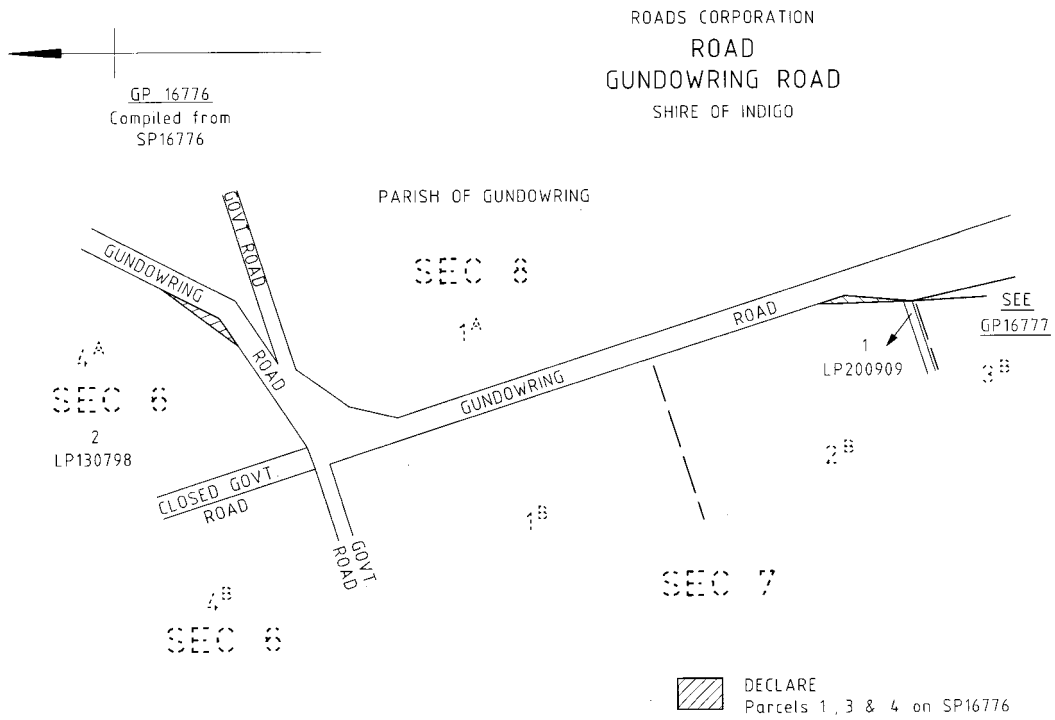 ROADS CORPORATION
ROAD
GUNDOWRING ROAD
SHIRE OF INDIGO
GP 16776
Compiled from
SP16776
PARISH OF GUNDOWRING
GOVT ROAD
GUNDOWRING
ROAD
SEC 8
1A
ROAD
GUNDOWRING
SEE
GP16777
1
LP200909
3B
4A
SEC 6
2
LP130798
2B
CLOSED GOVT.
ROAD
1B
GOVT.
ROAD
SEC 7
4B
SEC 6
DECLARE
Parcels 1, 3 & 4 on SP16776